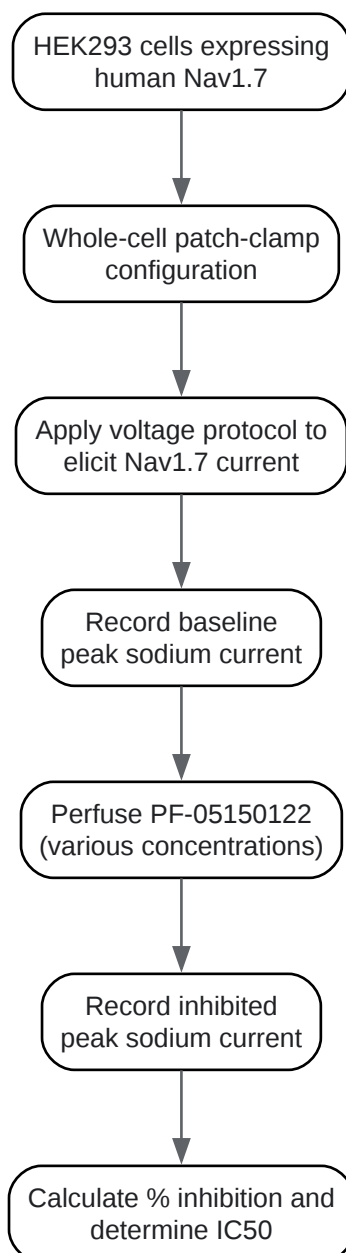 HEK293 cells expressing
human Nav1.7
Whole-cell patch-clamp
configuration
Apply voltage protocol to
elicit Nav1.7 current
Record baseline
peak sodium current
Perfuse PF-05150122
(various concentrations)
Record inhibited
peak sodium current
Calculate % inhibition and
determine IC50